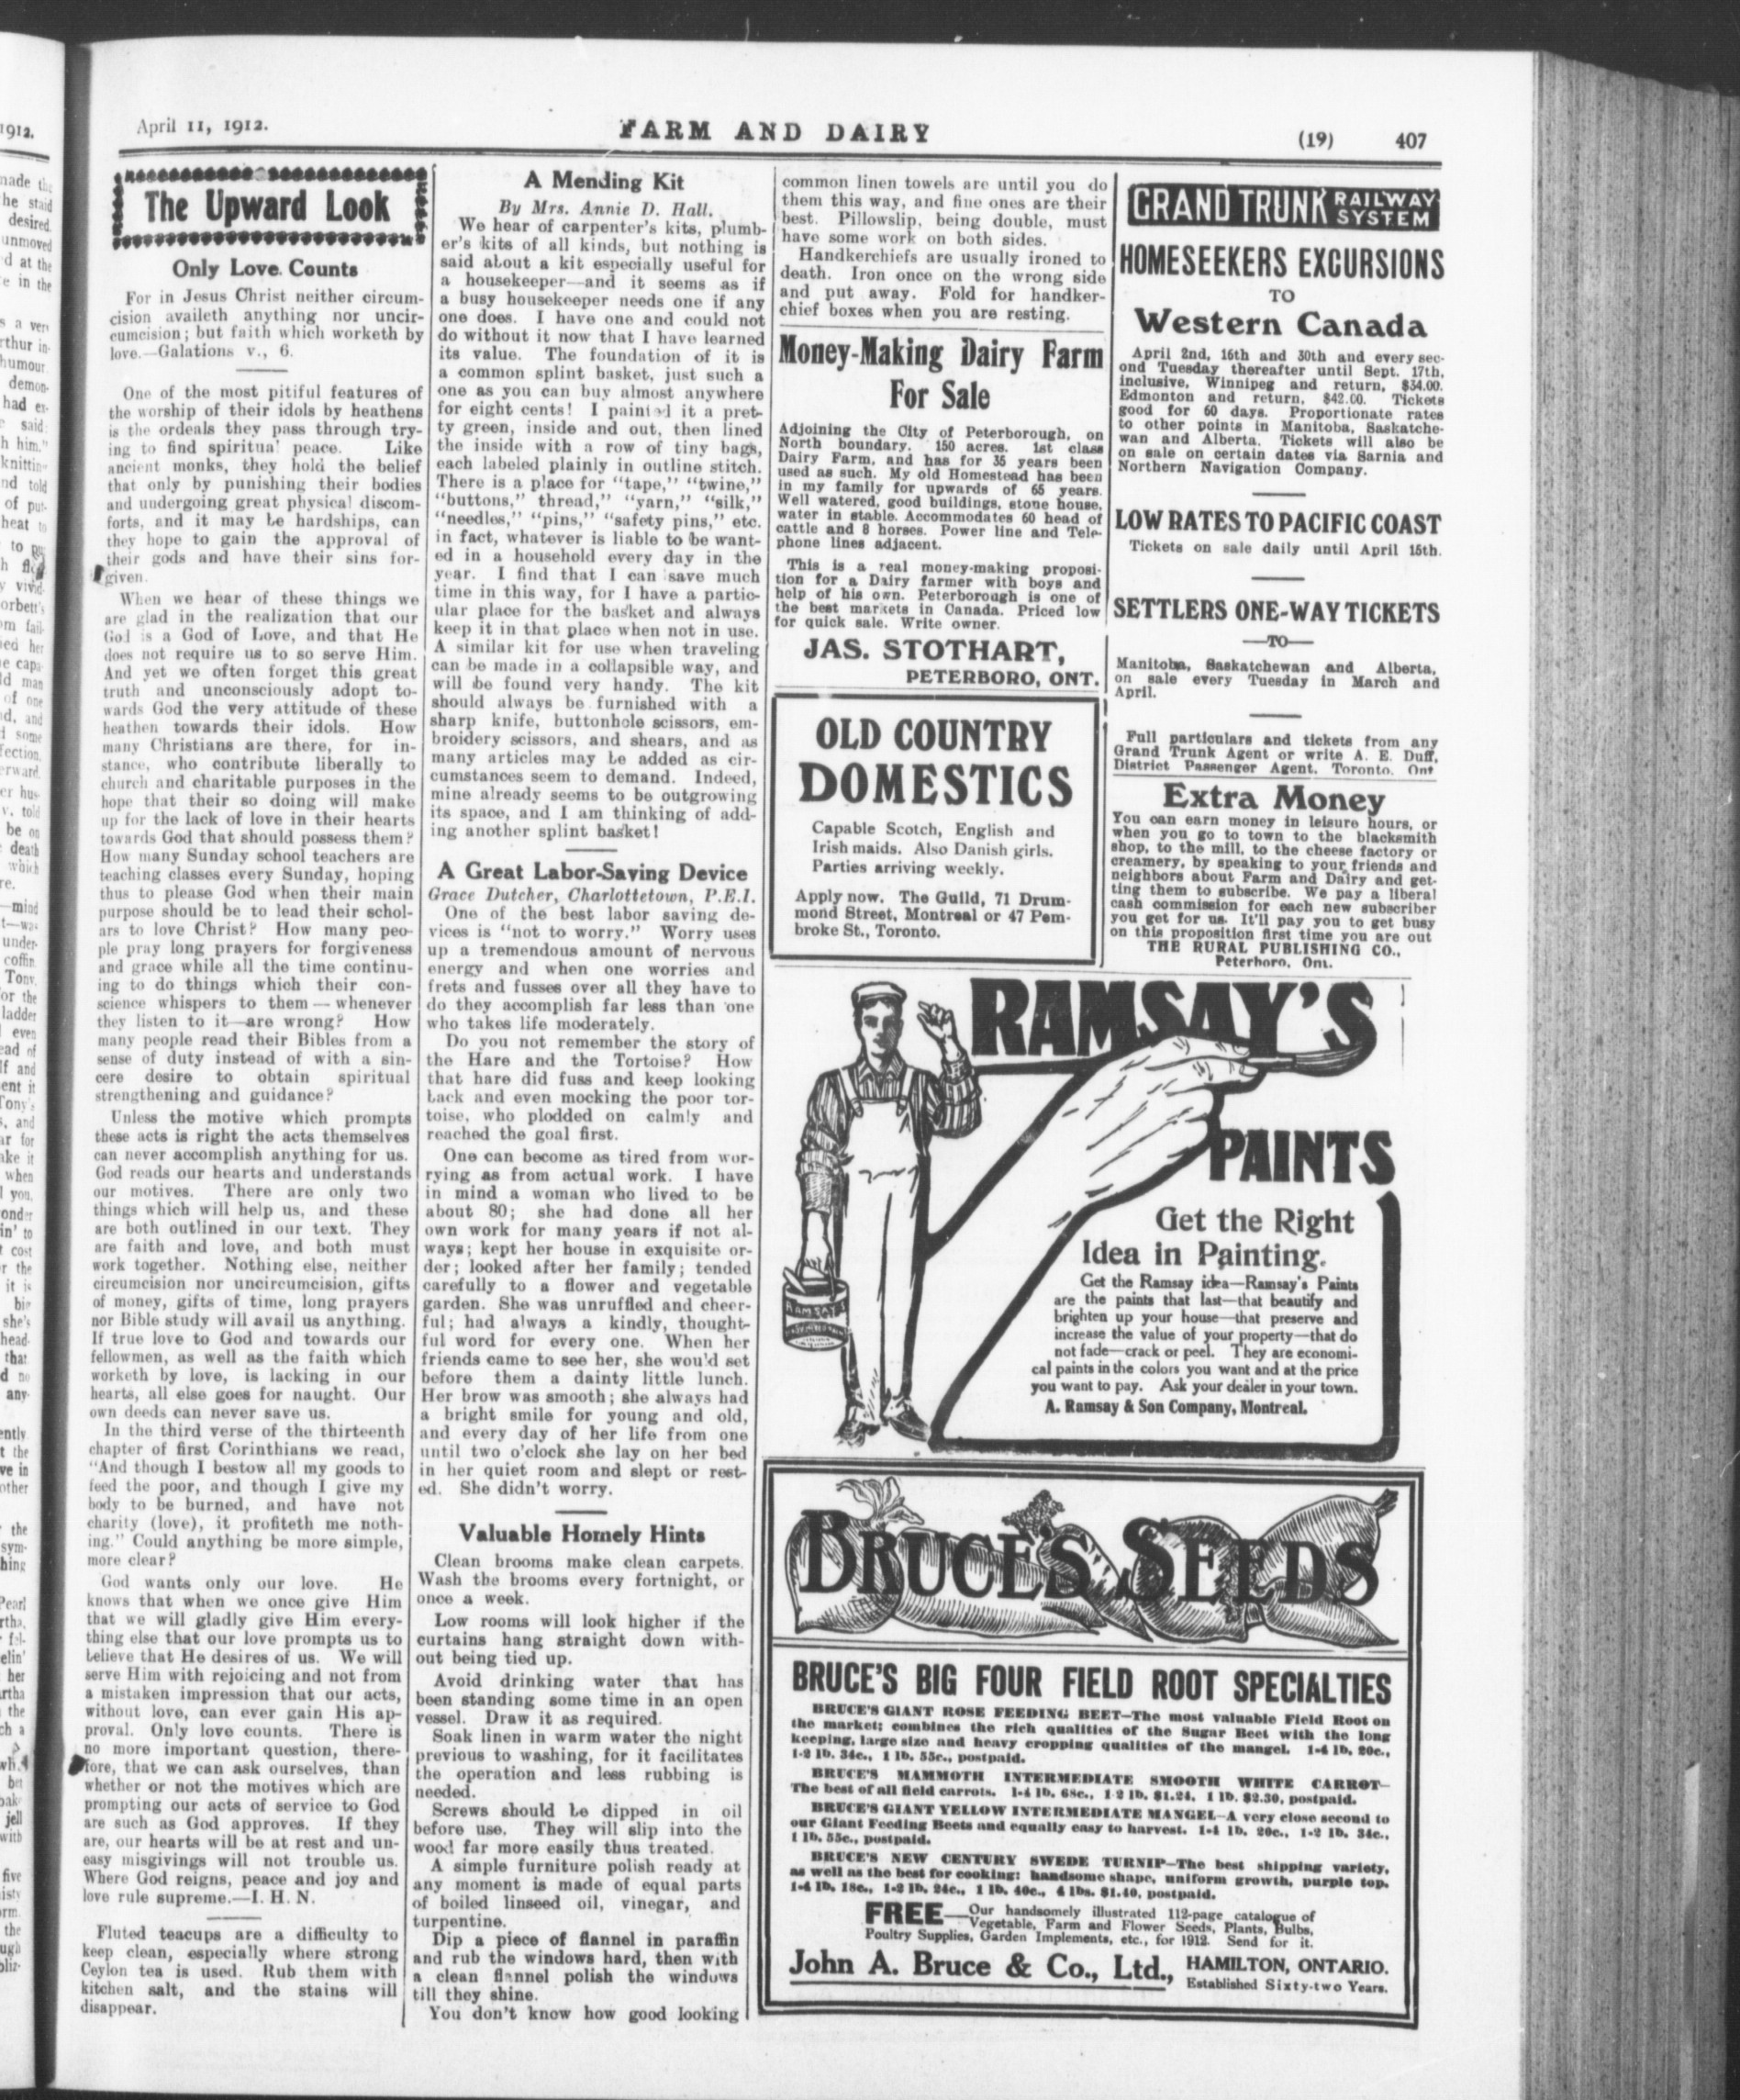 April 11, 1912.
FARM AND DAIRY
(19) 407
The Upward Look
Only Love Counts
For in Jesus Christ neither circum-
cision availeth anything nor uncir-
cumcision; but faith which worketh by
love.—Galations v., 6.
One of the most pitiful features of
the worship of their idols by heathens
is the ordeals they pass through try-
ing to find spiritua' peace. Like
ancient monks, they hold the belief
that only by punishing their bodies
and undergoing great physical discom-
forts, and it may be hardships, can
they hope to gain the approval of
their gods and have their sins for-
given.
When we hear of these things we
are glad in the realization that our
God is a God of Love, and that He
does not require us to so serve Him.
And yet we often forget this great
truth and unconsciously adopt to-
wards God the very attitude of these
heathen towards their idols. How
many Christians are there, for in-
stance, who contribute liberally to
church and charitable purposes in the
hope that their so doing will make
up for the lack of love in their hearts
towards God that should possess them?
How many Sunday school teachers are
teaching classes every Sunday, hoping
thus to please God when their main
purpose should be to lead their schol-
ars to love Christ? How many peo-
ple pray long prayers for forgiveness
and grace while all the time continu-
ing to do things which their con-
science whispers to them — whenever
they listen to it—are wrong? How
many people read their Bibles from a
sense of duty instead of with a sin-
cere desire to obtain spiritual
strengthening and guidance?
Unless the motive which prompts
these acts is right the acts themselves
can never accomplish anything for us.
God reads our hearts and understands
our motives. There are only two
things which will help us, and these
are both outlined in our text. They
are faith and love, and both must
work together. Nothing else, neither
circumcision nor uncircumcision, gifts
of money, gifts of time, long prayers
nor Bible study will avail us anything.
If true love to God and towards our
fellowmen, as well as the faith which
worketh by love, is lacking in our
hearts, all else goes for naught. Our
own deeds can never save us.
In the third verse of the thirteenth
chapter of first Corinthians we read,
"And though I bestow all my goods to
feed the poor, and though I give my
body to be burned, and have not
charity (love), it profiteth me noth-
ing." Could anything be more simple,
more clear?
God wants only our love. He
knows that when we once give Him
that we will gladly give Him every-
thing else that our love prompts us to
believe that He desires of us. We will
serve Him with rejoicing and not from
a mistaken impression that our acts,
without love, can ever gain His ap-
proval. Only love counts. There is
no more important question, there-
fore, that we can ask ourselves, than
whether or not the motives which are
prompting our acts of service to God
are such as God approves. If they
are, our hearts will be at rest and un-
easy misgivings will not trouble us.
Where God reigns, peace and joy and
love rule supreme.—I. H. N.
Fluted teacups are a difficulty to
keep clean, especially where strong
Ceylon tea is used. Rub them with
kitchen salt, and the stains will
disappear.
A Mending Kit
By Mrs. Annie D. Hall.
We hear of carpenter's kits, plumb-
er's kits of all kinds, but nothing is
said about a kit especially useful for
a housekeeper—and it seems as if
a busy housekeeper needs one if any
one does. I have one and could not
do without it now that I have learned
its value. The foundation of it is
a common splint basket, just such a
one as you can buy almost anywhere
for eight cents! I painted it a pret-
ty green, inside and out, then lined
the inside with a row of tiny bags,
each labeled plainly in outline stitch.
There is a place for "tape," "twine,"
"buttons," thread," "yarn," "silk,"
"needles," "pins," "safety pins," etc.
in fact, whatever is liable to be want-
ed in a household every day in the
year. I find that I can save much
time in this way, for I have a partic-
ular place for the basket and always
keep it in that place when not in use.
A similar kit for use when traveling
can be made in a collapsible way, and
will be found very handy. The kit
should always be furnished with a
sharp knife, buttonhole scissors, em-
broidery scissors, and shears, and as
many articles may be added as cir-
cumstances seem to demand. Indeed,
mine already seems to be outgrowing
its space, and I am thinking of add-
ing another splint basket!
A Great Labor-Saving Device
Grace Dutcher, Charlottetown, P.E.I.
One of the best labor saving de-
vices is "not to worry." Worry uses
up a tremendous amount of nervous
energy and when one worries and
frets and fusses over all they have to
do they accomplish far less than one
who takes life moderately.
Do you not remember the story of
the Hare and the Tortoise? How
that hare did fuss and keep looking
back and even mocking the poor tor-
toise, who plodded on calmly and
reached the goal first.
One can become as tired from wor-
rying as from actual work. I have
in mind a woman who lived to be
about 80; she had done all her
own work for many years if not al-
ways; kept her house in exquisite or-
der; looked after her family; tended
carefully to a flower and vegetable
garden. She was unruffled and cheer-
ful; had always a kindly, thought-
ful word for every one. When her
friends came to see her, she wou'd set
before them a dainty little lunch.
Her brow was smooth; she always had
a bright smile for young and old,
and every day of her life from one
until two o'clock she lay on her bed
in her quiet room and slept or rest-
ed. She didn't worry.
Valuable Homely Hints
Clean brooms make clean carpets.
Wash the brooms every fortnight, or
once a week.
Low rooms will look higher if the
curtains hang straight down with-
out being tied up.
Avoid drinking water that has
been standing some time in an open
vessel. Draw it as required.
Soak linen in warm water the night
previous to washing, for it facilitates
the operation and less rubbing is
needed.
Screws should be dipped in oil
before use. They will slip into the
wood far more easily thus treated.
A simple furniture polish ready at
any moment is made of equal parts
of boiled linseed oil, vinegar, and
turpentine.
Dip a piece of flannel in paraffin
and rub the windows hard, then with
a clean flannel polish the windows
till they shine.
You don't know how good looking
common linen towels are until you do
them this way, and fine ones are their
best. Pillowslip, being double, must
have some work on both sides.
Handkerchiefs are usually ironed to
death. Iron once on the wrong side
and put away. Fold for handker-
chief boxes when you are resting.
Money-Making Dairy Farm
For Sale
Adjoining the City of Peterborough, on
North boundary. 150 acres. 1st class
Dairy Farm, and has for 35 years been
used as such. My old Homestead has been
in my family for upwards of 65 years.
Well watered, good buildings, stone house,
water in stable. Accommodates 60 head of
cattle and 8 horses. Power line and Tele-
phone lines adjacent.
This is a real money-making proposi-
tion for a Dairy farmer with boys and
help of his own. Peterborough is one of
the best markets in Canada. Priced low
for quick sale. Write owner.
JAS. STOTHART,
PETERBORO, ONT.
OLD COUNTRY
DOMESTICS
Capable Scotch, English and
Irish maids. Also Danish girls.
Parties arriving weekly.
Apply now. The Guild, 71 Drum-
mond Street, Montreal or 47 Pem-
broke St., Toronto.
GRAND TRUNK RAILWAY SYSTEM
HOMESEEKERS EXCURSIONS
TO
Western Canada
April 2nd, 16th and 30th and every sec-
ond Tuesday thereafter until Sept. 17th,
inclusive, Winnipeg and return, $34.00.
Edmonton and return, $42.00. Tickets
good for 60 days. Proportionate rates
to other points in Manitoba, Saskatche-
wan and Alberta. Tickets will also be
on sale on certain dates via Sarnia and
Northern Navigation Company.
LOW RATES TO PACIFIC COAST
Tickets on sale daily until April 15th.
SETTLERS ONE-WAY TICKETS
—TO—
Manitoba, Saskatchewan and Alberta,
on sale every Tuesday in March and
April.
Full particulars and tickets from any
Grand Trunk Agent or write A. E. Duff,
District Passenger Agent, Toronto, Ont
Extra Money
You can earn money in leisure hours, or
when you go to town to the blacksmith
shop, to the mill, to the cheese factory or
creamery, by speaking to your friends and
neighbors about Farm and Dairy and get-
ting them to subscribe. We pay a liberal
cash commission for each new subscriber
you get for us. It'll pay you to get busy
on this proposition first time you are out
THE RURAL PUBLISHING CO.,
Peterboro, Ont.
RAMSAY'S
PAINTS
RAMSAY'S
Get the Right
Idea in Painting.
Get the Ramsay idea—Ramsay's Paints
are the paints that last—that beautify and
brighten up your house—that preserve and
increase the value of your property—that do
not fade—crack or peel. They are economi-
cal paints in the colors you want and at the price
you want to pay. Ask your dealer in your town.
A. Ramsay & Son Company, Montreal.
BRUCE'S SEEDS
BRUCE'S BIG FOUR FIELD ROOT SPECIALTIES
BRUCE'S GIANT ROSE FEEDING BEET—The most valuable Field Root on
the market; combines the rich qualities of the Sugar Beet with the long
keeping, large size and heavy cropping qualities of the mangel. 1-4 lb. 20c.,
1-2 lb. 34c., 1 lb. 55c., postpaid.
BRUCE'S MAMMOTH INTERMEDIATE SMOOTH WHITE CARROT—
The best of all field carrots. 1-4 lb. 68c., 1-2 lb. $1.24, 1 lb. $2.30, postpaid.
BRUCE'S GIANT YELLOW INTERMEDIATE MANGEL—A very close second to
our Giant Feeding Beets and equally easy to harvest. 1-4 lb. 20c., 1-2 lb. 34c.,
1 lb. 55c., postpaid.
BRUCE'S NEW CENTURY SWEDE TURNIP—The best shipping variety,
as well as the best for cooking; handsome shape, uniform growth, purple top.
1-4 lb. 18c., 1-2 lb. 24c., 1 lb. 40c., 4 lbs. $1.40, postpaid.
FREE—Our handsomely illustrated 112-page catalogue of
Vegetable, Farm and Flower Seeds, Plants, Bulbs,
Poultry Supplies, Garden Implements, etc., for 1912. Send for it.
John A. Bruce & Co., Ltd., HAMILTON, ONTARIO.
Established Sixty-two Years.